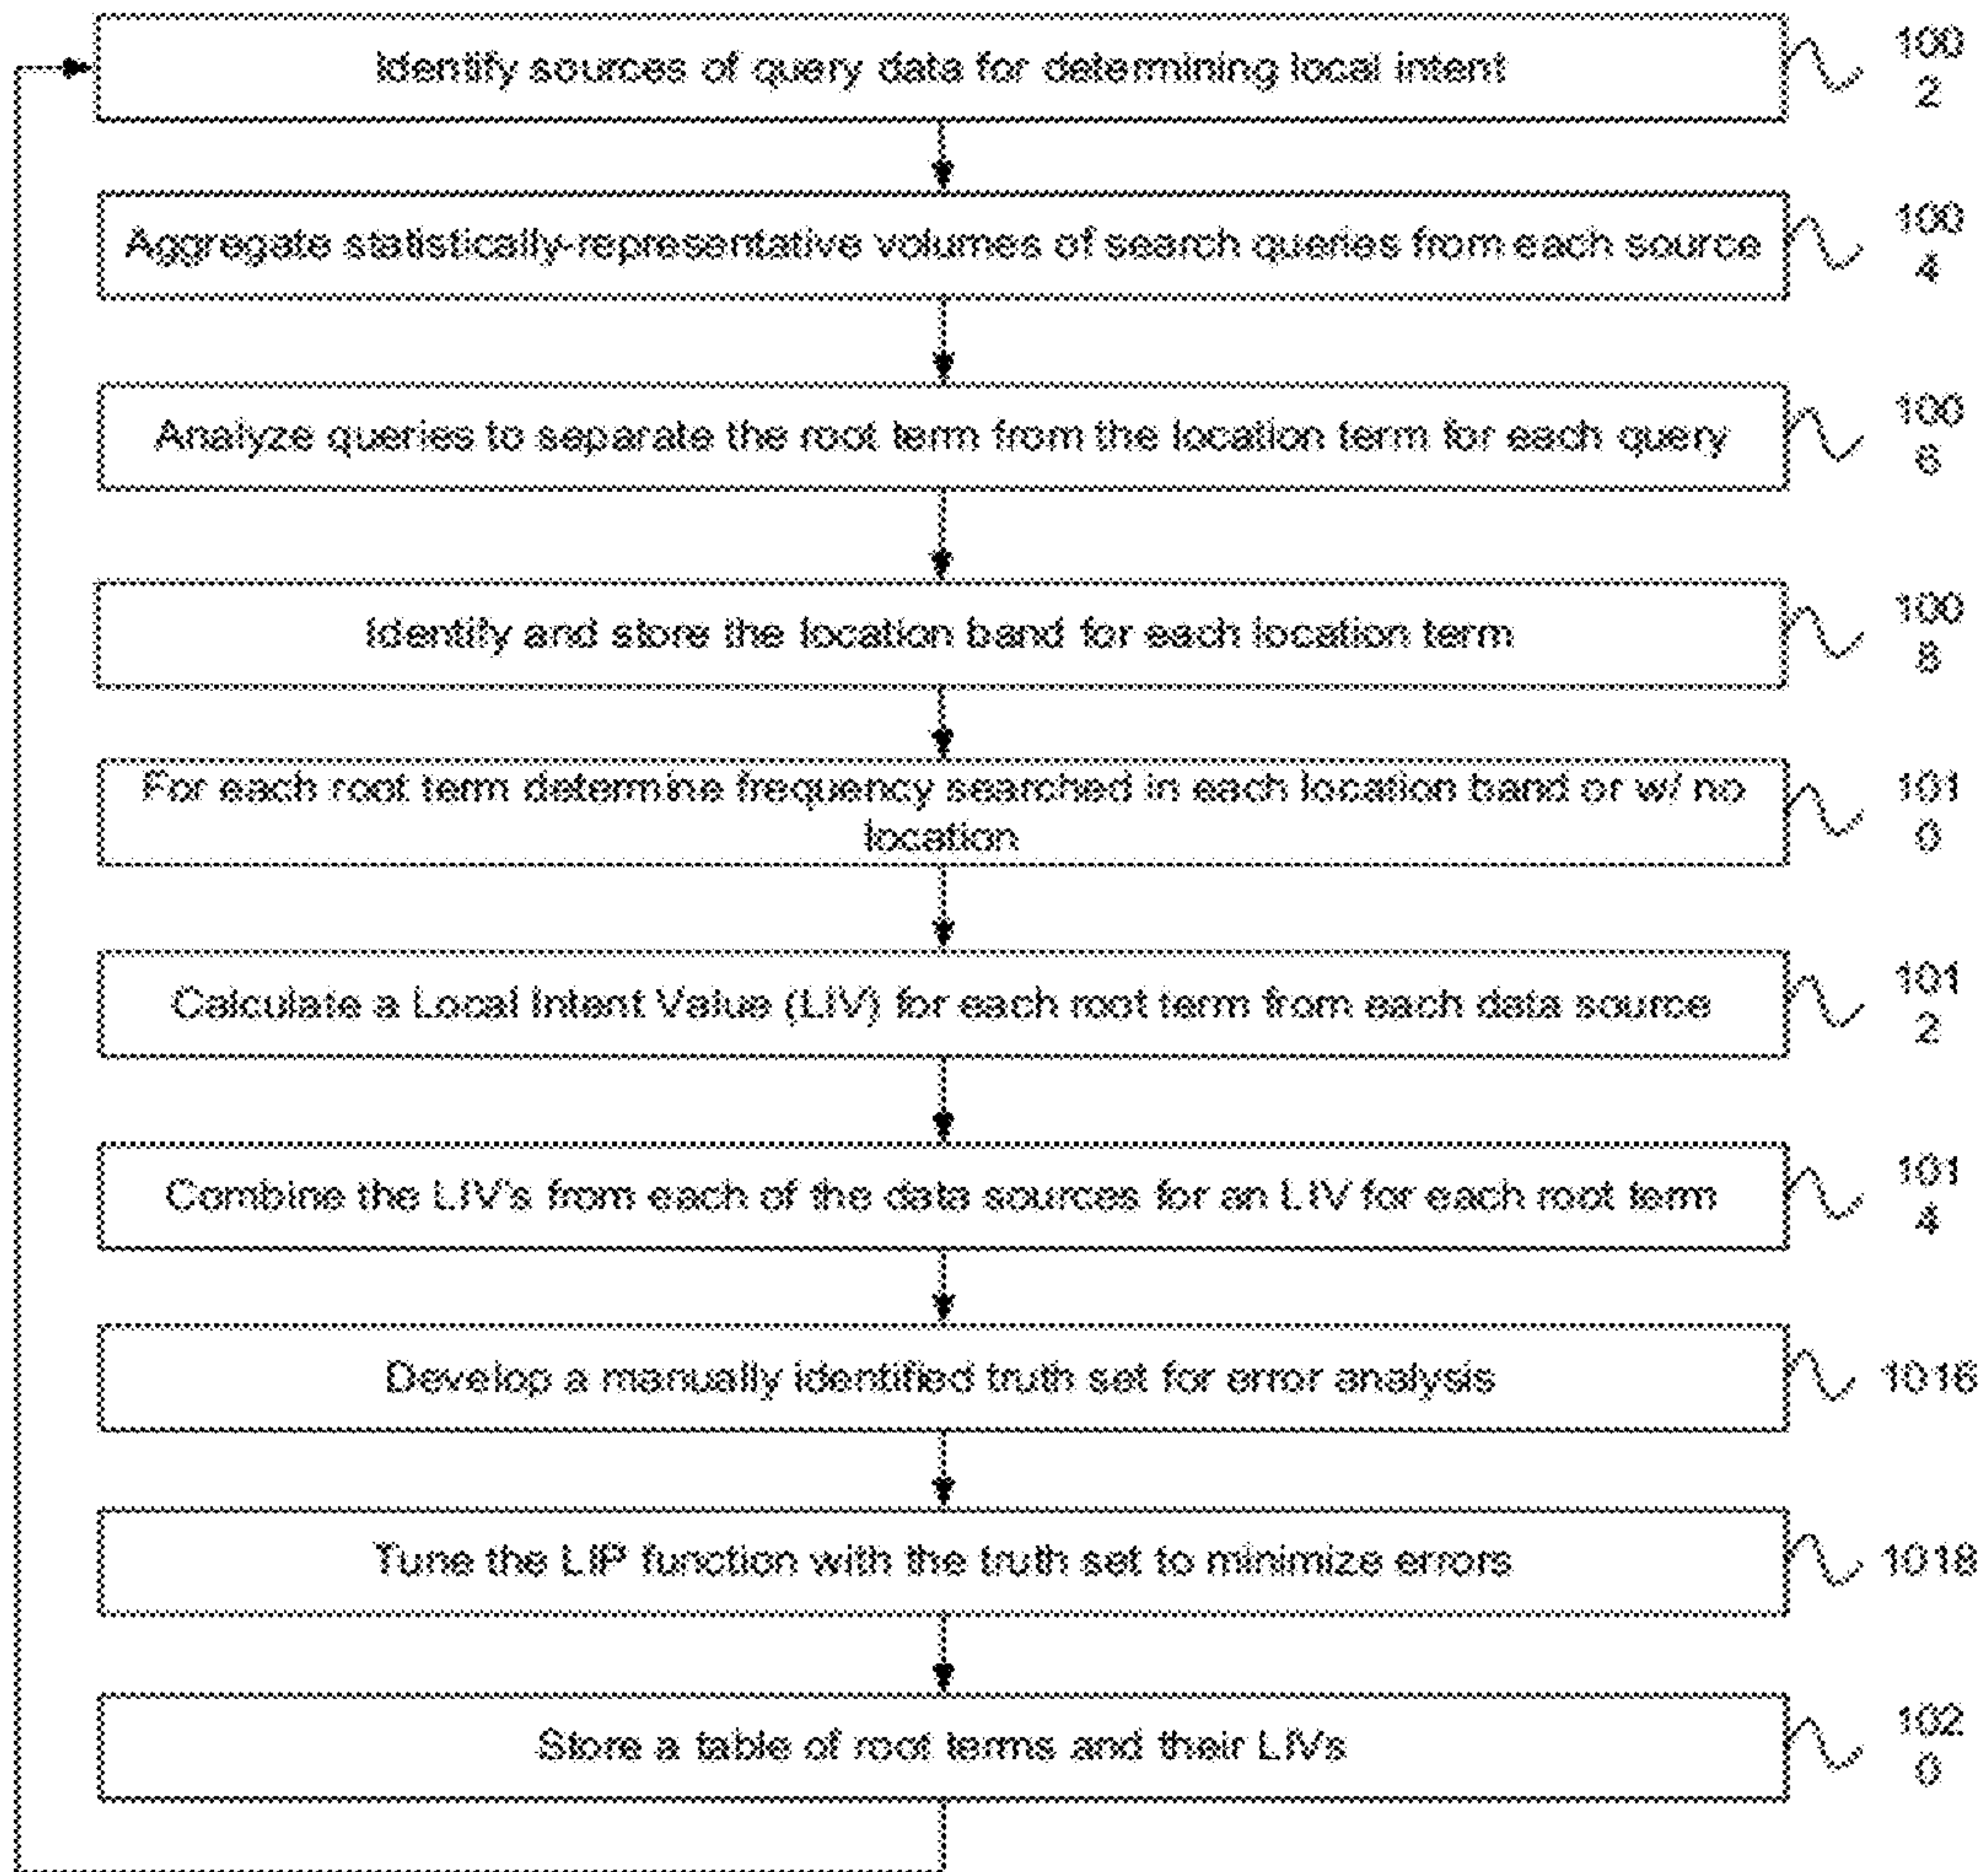 Identify sources of query data for determining local intent
100
2
Aggregate statistically-representative volumes of search queries from each source
100
4
Analyze queries to separate the root term from the location term for each query
100
6
Identify and store the location band for each location term
100
8
For each root term determine frequency searched in each location band or w/ no
location
101
0
Calculate a Local Intent Value (LIV) for each root term from each data source
101
2
Combine the LIV's from each of the data sources for an LIV for each root term
101
4
Develop a manually identified truth set for error analysis
1016
Tune the LIP function with the truth set to minimize errors
1018
Store a table of root terms and their LIVs
102
0